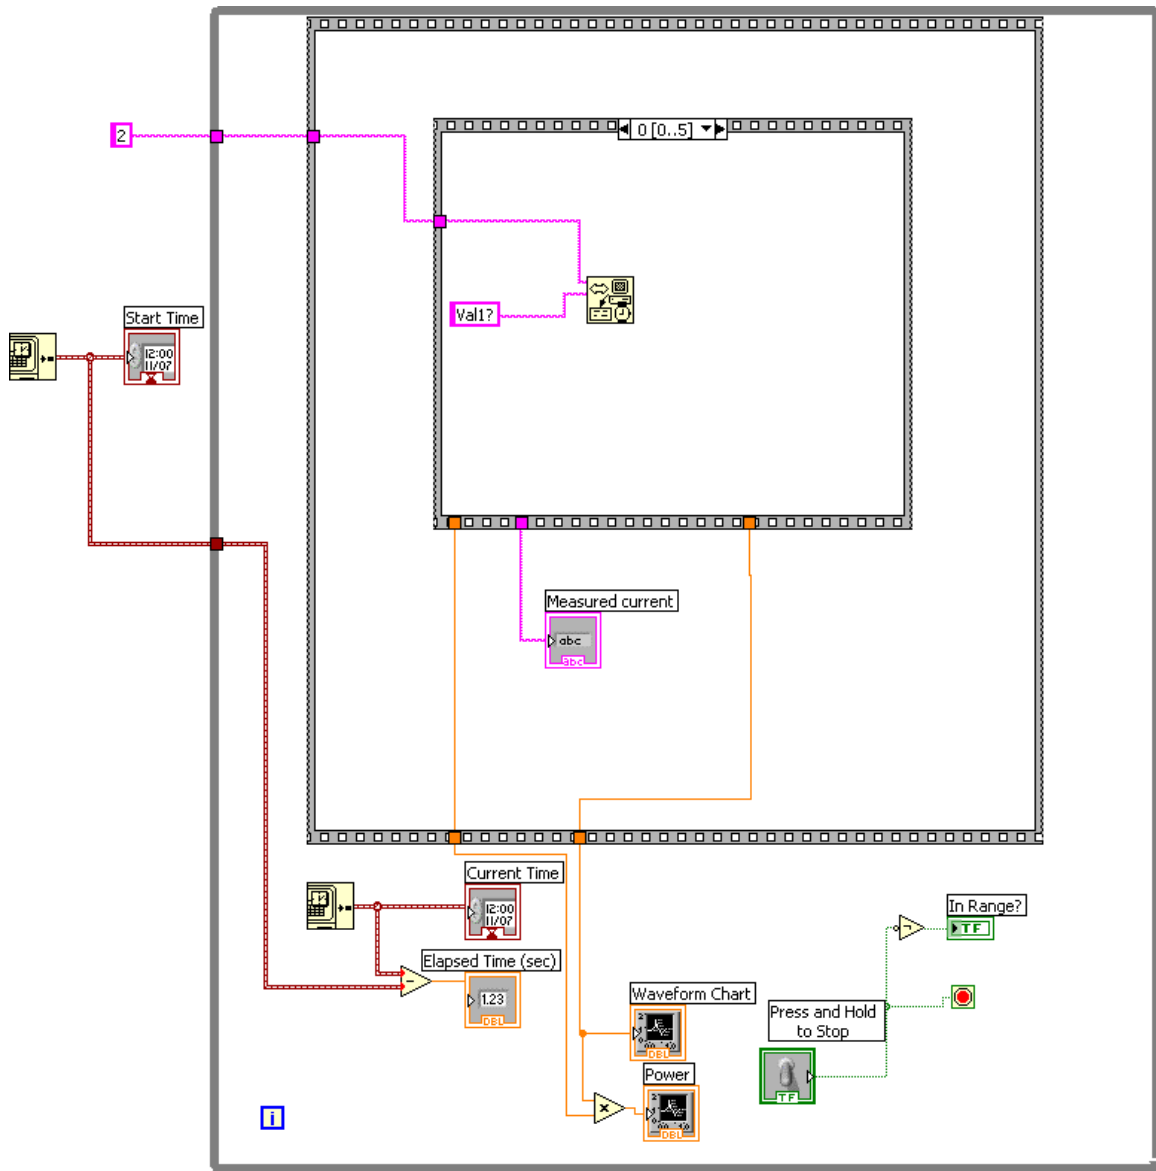 0 [0..5]
2
Val1?
Start Time
12:00
11/07
Measured current
abc
abc
Current Time
12:00
11/07
In Range?
TF
Elapsed Time (sec)
1.23
DBL
Waveform Chart
DBL
Press and Hold
to Stop
TF
Power
DBL
i